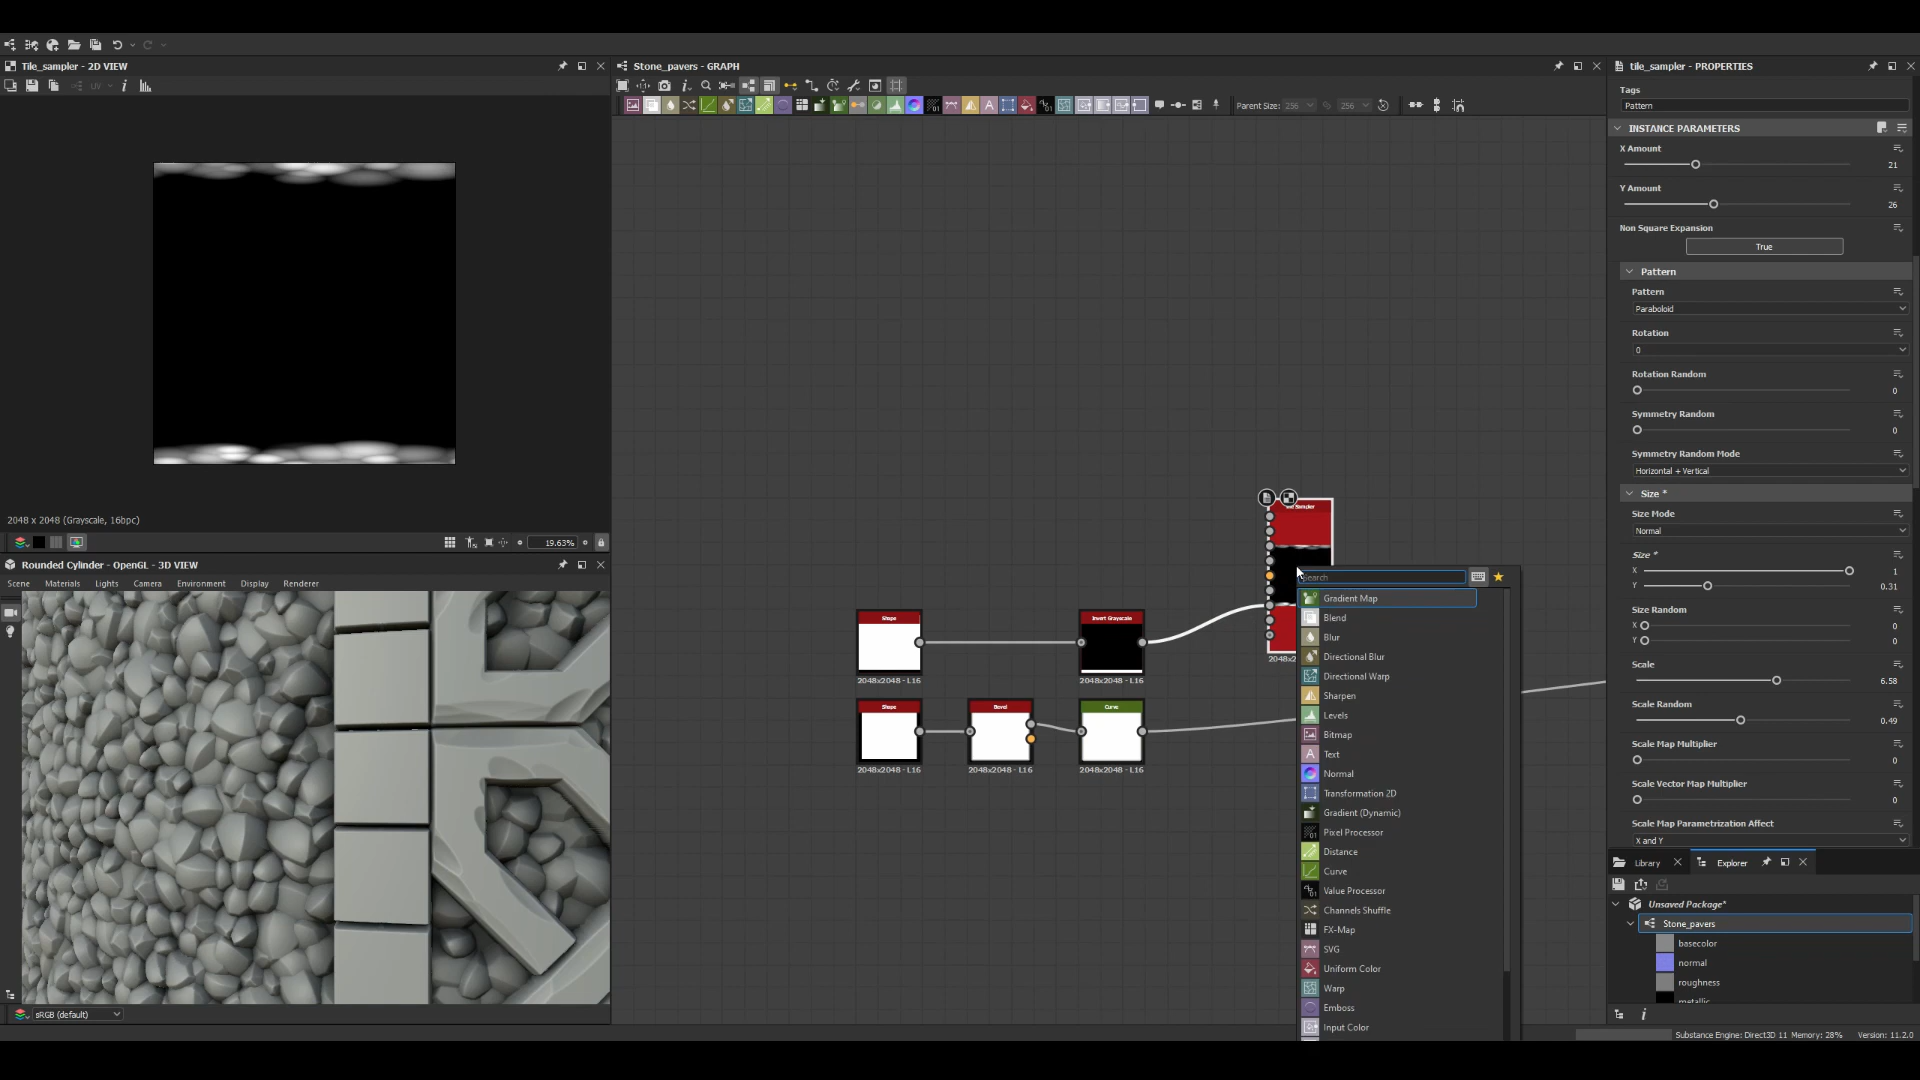 Tile_sampler - 2D VIEW
UV
2048 x 2048 (Grayscale, 16bpc)
19.63%
Rounded Cylinder - OpenGL - 3D VIEW
Scene
Materials
Lights
Camera
Environment
Display
Renderer
sRGB (default)
Stone_pavers - GRAPH
Parent Size:
256
256
Shape
2048x2048 - L16
Invert Grayscale
2048x2048 - L16
Shape
2048x2048 - L16
Bevel
2048x2048 - L16
Curve
2048x2048 - L16
Search
Gradient Map
Blend
Blur
Directional Blur
Directional Warp
Sharpen
Levels
Bitmap
Text
Normal
Transformation 2D
Gradient (Dynamic)
Pixel Processor
Distance
Curve
Value Processor
Channels Shuffle
FX-Map
SVG
Uniform Color
Warp
Emboss
Input Color
tile_sampler - PROPERTIES
Tags
Pattern
INSTANCE PARAMETERS
X Amount
21
Y Amount
26
Non Square Expansion
True
Pattern
Pattern
Paraboloid
Rotation
0
Rotation Random
0
Symmetry Random
0
Symmetry Random Mode
Horizontal + Vertical
Size *
Size Mode
Normal
Size *
X 1
Y 0.31
Size Random
X 0
Y 0
Scale
6.58
Scale Random
0.49
Scale Map Multiplier
0
Scale Vector Map Multiplier
0
Scale Map Parametrization Affect
X and Y
Library
Explorer
Unsaved Package*
Stone_pavers
basecolor
normal
roughness
metallic
Substance Engine: Direct3D 11 Memory: 28%
Version: 11.2.0